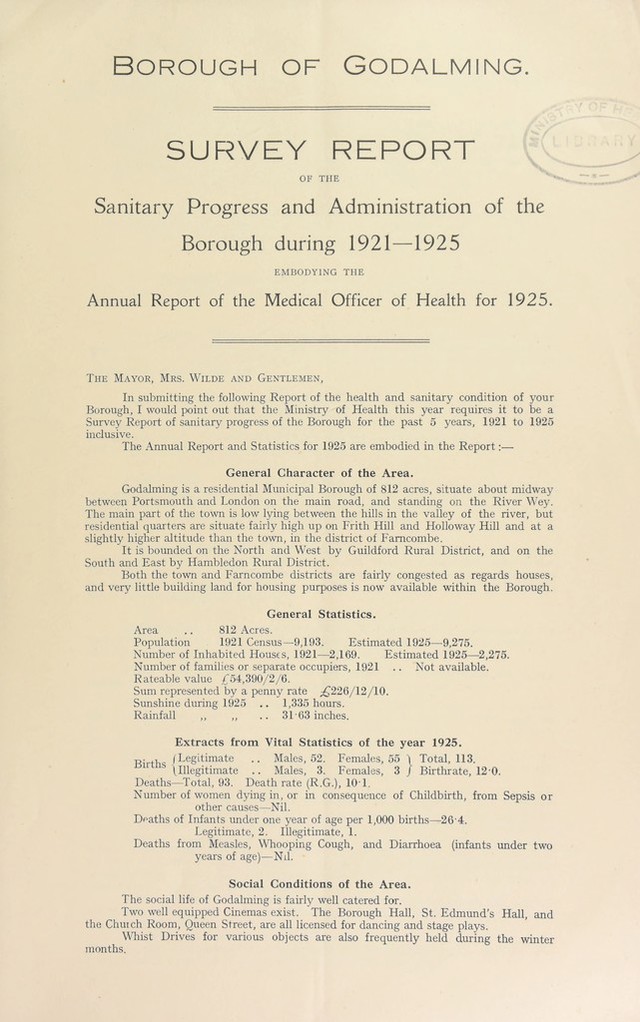 BOROUGH OF GODALMING.
MINISTRY OF HE
LIBRARY
SURVEY REPORT
OF THE
Sanitary Progress and Administration of the
Borough during 1921—1925
EMBODYING THE
Annual Report of the Medical Officer of Health for 1925.
THE MAYOR, MRS. WILDE AND GENTLEMEN,
In submitting the following Report of the health and sanitary condition of your
Borough, I would point out that the Ministry of Health this year requires it to be a
Survey Report of sanitary progress of the Borough for the past 5 years, 1921 to 1925
inclusive.
The Annual Report and Statistics for 1925 are embodied in the Report :—
General Character of the Area.
Godalming is a residential Municipal Borough of 812 acres, situate about midway
between Portsmouth and London on the main road, and standing on the River Wey.
The main part of the town is low lying between the hills in the valley of the river, but
residential quarters are situate fairly high up on Frith Hill and Holloway Hill and at a
slightly higher altitude than the town, in the district of Farncombe.
It is bounded on the North and West by Guildford Rural District, and on the
South and East by Hambledon Rural District.
Both the town and Farncombe districts are fairly congested as regards houses,
and very little building land for housing purposes is now available within the Borough.
General Statistics.
Area .. 812 Acres.
Population 1921 Census—9,193. Estimated 1925—9,275.
Number of Inhabited Houses, 1921—2,169. Estimated 1925—2,275.
Number of families or separate occupiers, 1921 .. Not available.
Rateable value £54,390/2/6.
Sum represented by a penny rate £226/12/10.
Sunshine during 1925 .. 1,335 hours.
Rainfall ,, ,, .. 31·63 inches.
Extracts from Vital Statistics of the year 1925.
Births { Legitimate .. Males, 52. Females, 55 } Total, 113.
{ Illegitimate .. Males, 3. Females, 3 } Birthrate, 12·0.
Deaths—Total, 93. Death rate (R.G.), 10·1.
Number of women dying in, or in consequence of Childbirth, from Sepsis or
other causes—Nil.
Deaths of Infants under one year of age per 1,000 births—26·4.
Legitimate, 2. Illegitimate, 1.
Deaths from Measles, Whooping Cough, and Diarrhoea (infants under two
years of age)—Nil.
Social Conditions of the Area.
The social life of Godalming is fairly well catered for.
Two well equipped Cinemas exist. The Borough Hall, St. Edmund's Hall, and
the Church Room, Queen Street, are all licensed for dancing and stage plays.
Whist Drives for various objects are also frequently held during the winter
months.